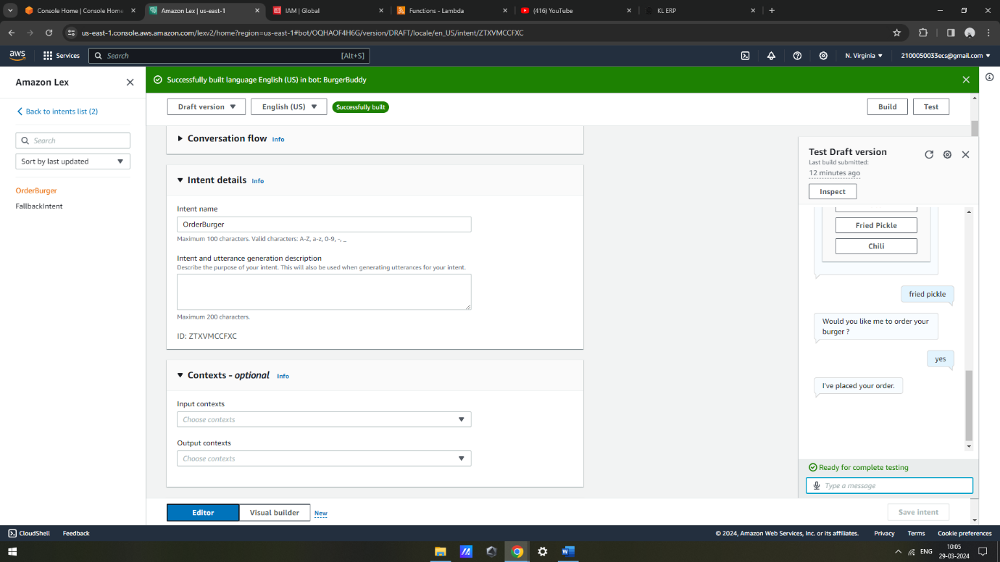 Console Home | Console Home
Amazon Lex | us-east-1
IAM | Global
Functions - Lambda
(416) YouTube
KL ERP
us-east-1.console.aws.amazon.com/lexv2/home?region=us-east-1#bot/OQHAOF4H6G/version/DRAFT/locale/en_US/intent/ZTXVMCCFXC
aws
Services
Search
[Alt+S]
N. Virginia
2100050033ecs@gmail.com
Amazon Lex
Successfully built language English (US) in bot: BurgerBuddy
Back to intents list (2)
Draft version
English (US)
Successfully built
Build
Test
Search
Sort by last updated
OrderBurger
FallbackIntent
Conversation flow Info
Intent details Info
Intent name
OrderBurger
Maximum 100 characters. Valid characters: A-Z, a-z, 0-9, -, _
Intent and utterance generation description
Describe the purpose of your intent. This will also be used when generating utterances for your intent.
Maximum 200 characters.
ID: ZTXVMCCFXC
Contexts - optional Info
Input contexts
Choose contexts
Output contexts
Choose contexts
Test Draft version
Last build submitted:
12 minutes ago
Inspect
Fried Pickle
Chili
fried pickle
Would you like me to order your
burger ?
yes
I've placed your order.
Ready for complete testing
Type a message
Editor
Visual builder
New
Save intent
CloudShell
Feedback
© 2024, Amazon Web Services, Inc. or its affiliates.
Privacy
Terms
Cookie preferences
ENG
10:05
29-03-2024